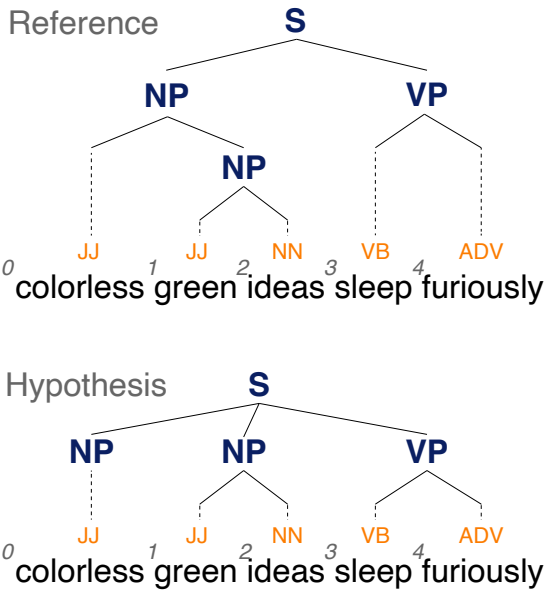 Reference
S
NP VP
NP
JJ JJ NN VB ADV
0 1 2 3 4
colorless green ideas sleep furiously
Hypothesis
S
NP NP VP
JJ JJ NN VB ADV
0 1 2 3 4
colorless green ideas sleep furiously